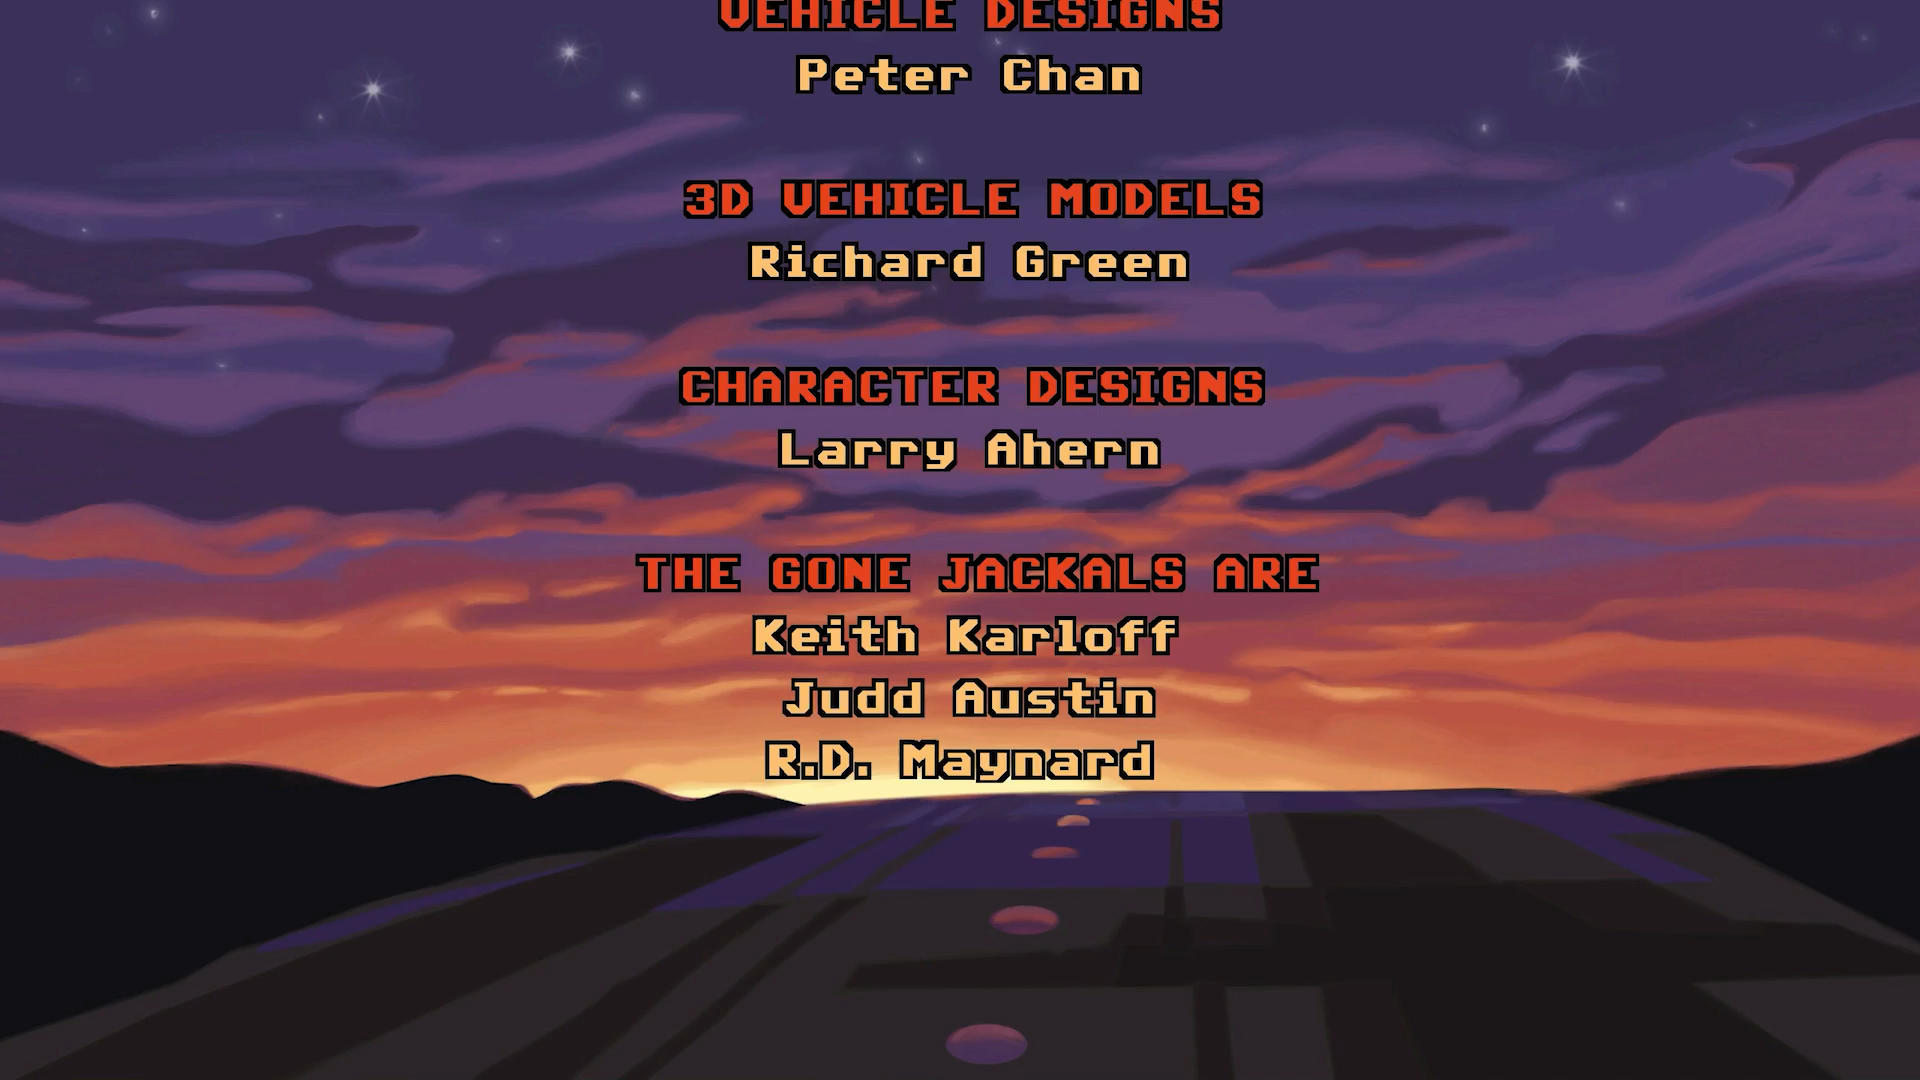 VEHICLE DESIGNS
Peter Chan
3D VEHICLE MODELS
Richard Green
CHARACTER DESIGNS
Larry Ahern
THE GONE JACKALS ARE
Keith Karloff
Judd Austin
R.D. Maynard